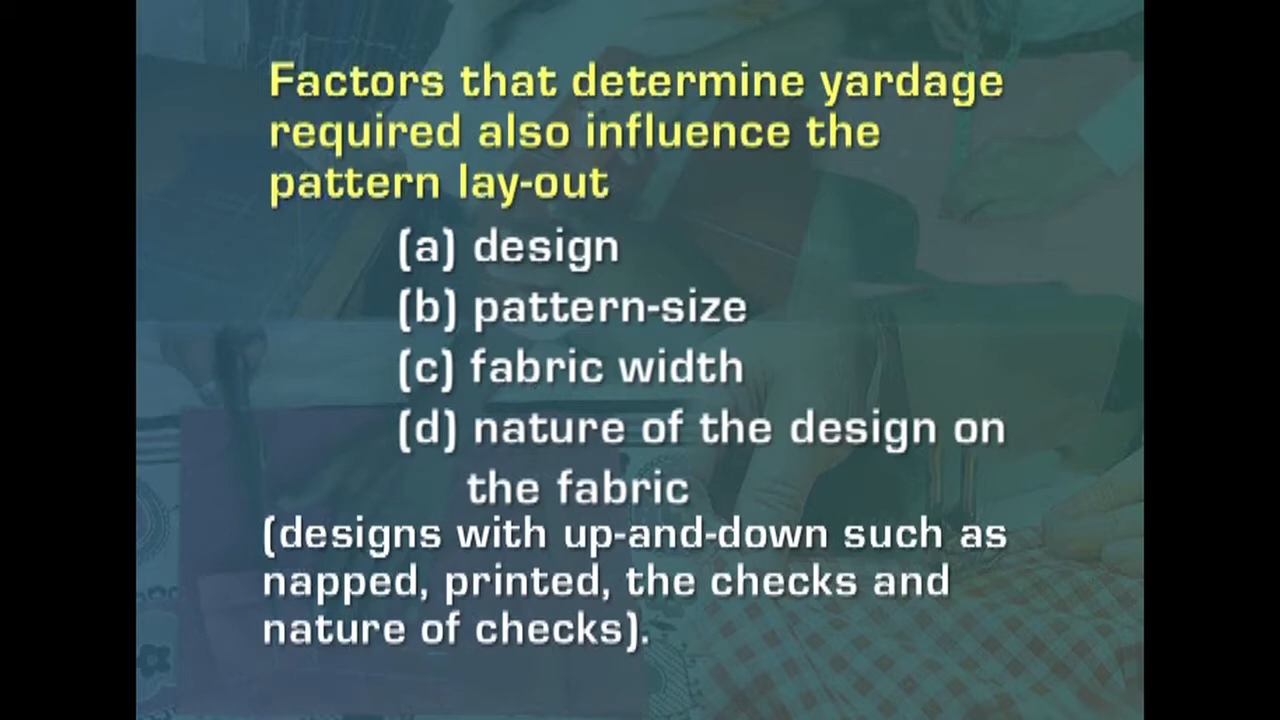 Factors that determine yardage
required also influence the
pattern lay-out
(a) design
(b) pattern-size
(c) fabric width
(d) nature of the design on
the fabric
(designs with up-and-down such as
napped, printed, the checks and
nature of checks).